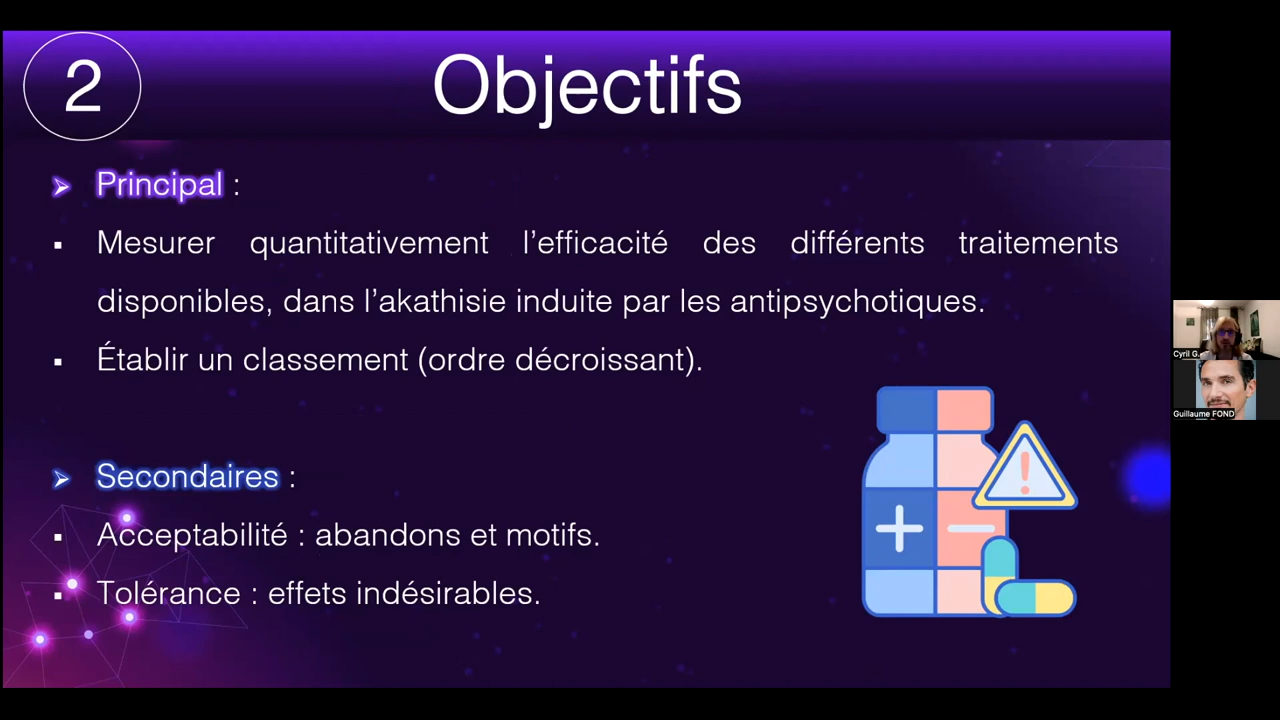 2
Objectifs
Principal :
Mesurer quantitativement l’efficacité des différents traitements
disponibles, dans l’akathisie induite par les antipsychotiques.
Établir un classement (ordre décroissant).
Secondaires :
Acceptabilité : abandons et motifs.
Tolérance : effets indésirables.
Cyril G.
Guillaume FOND